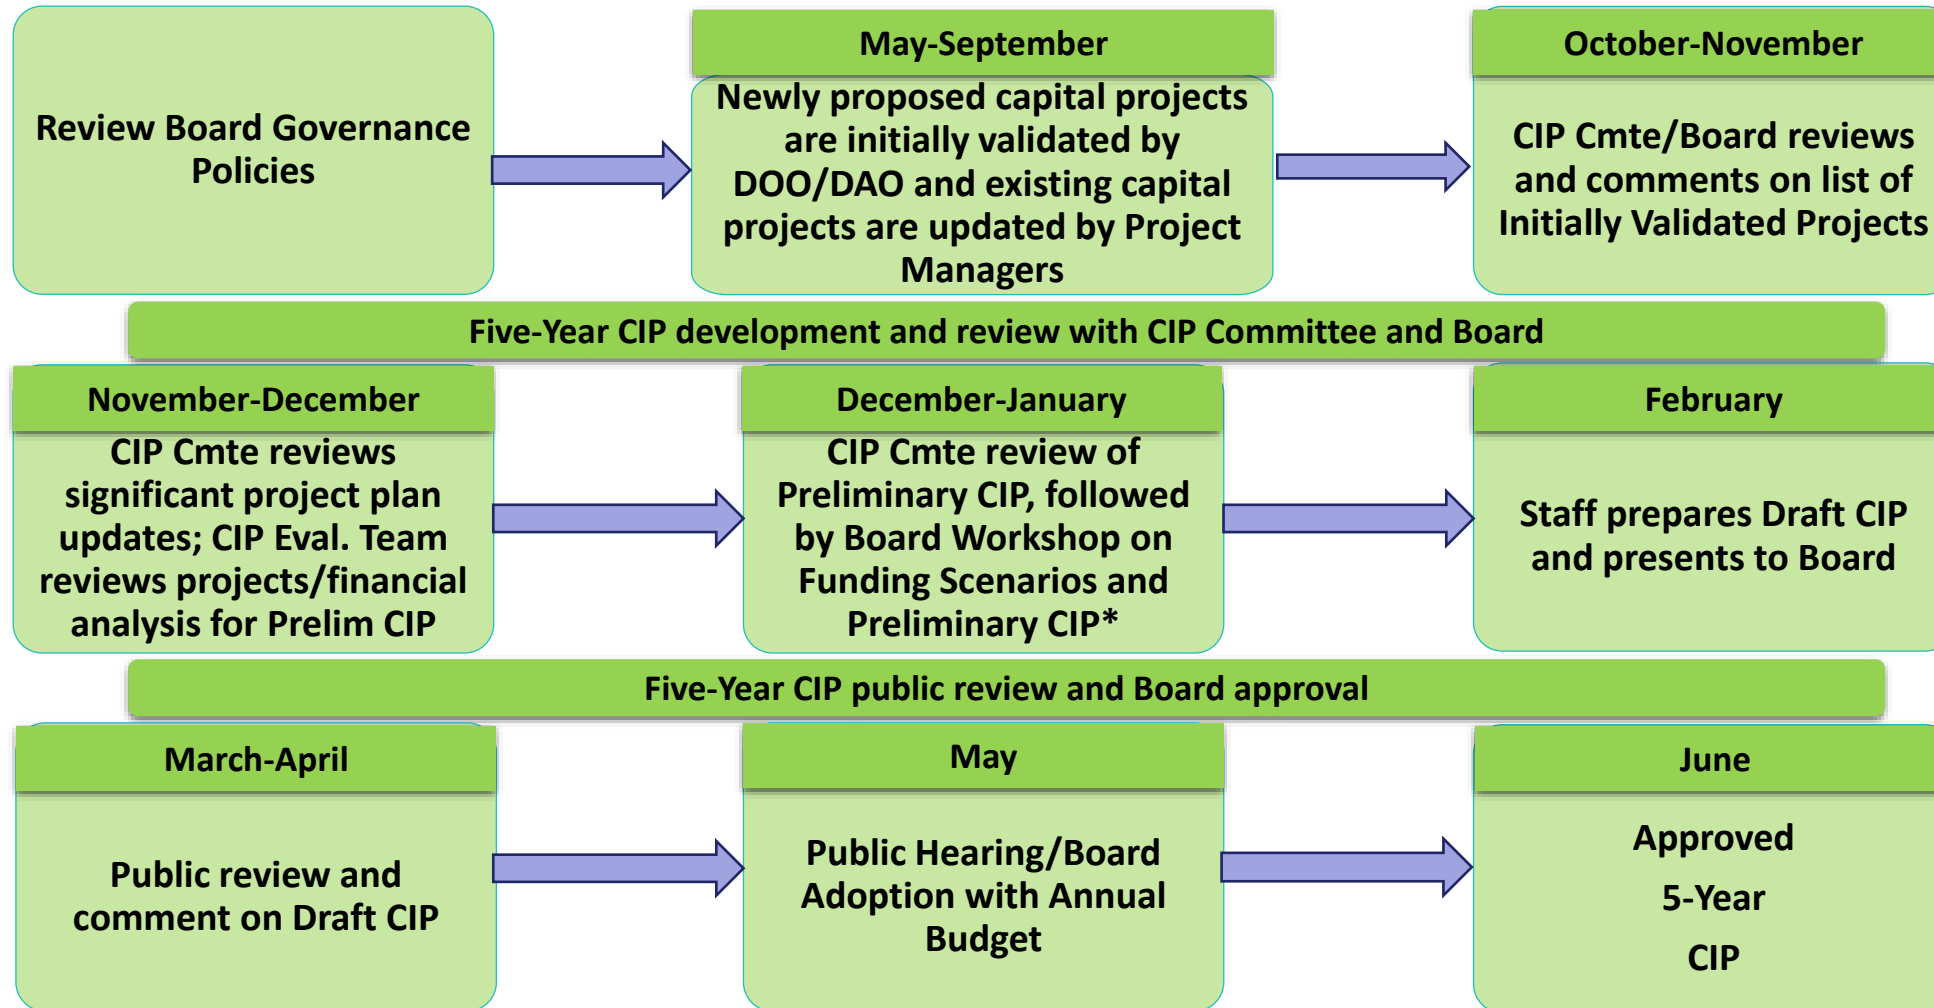 Review Board Governance
Policies
May-September
Newly proposed capital projects
are initially validated by
DOO/DAO and existing capital
projects are updated by Project
Managers
October-November
CIP Cmte/Board reviews
and comments on list of
Initially Validated Projects
Five-Year CIP development and review with CIP Committee and Board
November-December
CIP Cmte reviews
significant project plan
updates; CIP Eval. Team
reviews projects/financial
analysis for Prelim CIP
December-January
CIP Cmte review of
Preliminary CIP, followed
by Board Workshop on
Funding Scenarios and
Preliminary CIP*
February
Staff prepares Draft CIP
and presents to Board
Five-Year CIP public review and Board approval
March-April
Public review and
comment on Draft CIP
May
Public Hearing/Board
Adoption with Annual
Budget
June
Approved
5-Year
CIP